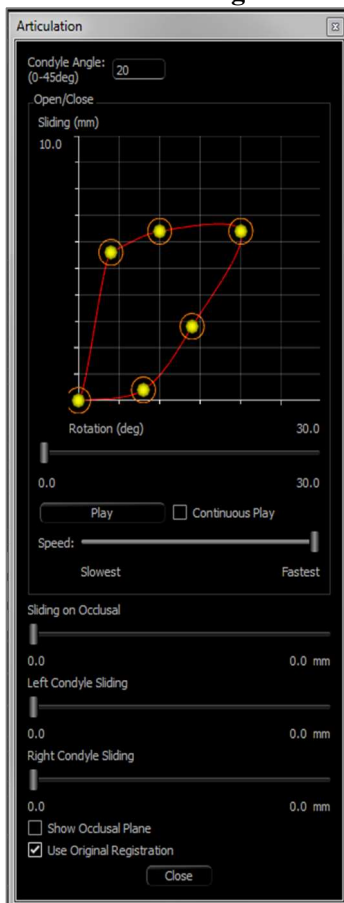 Articulation
Condyle Angle: 20
(0-45deg)
Open/Close
Sliding (mm)
10.0
Rotation (deg) 30.0
0.0 30.0
Play Continuous Play
Speed:
Slowest Fastest
Sliding on Occlusal
0.0 0.0 mm
Left Condyle Sliding
0.0 0.0 mm
Right Condyle Sliding
0.0 0.0 mm
Show Occlusal Plane
Use Original Registration
Close